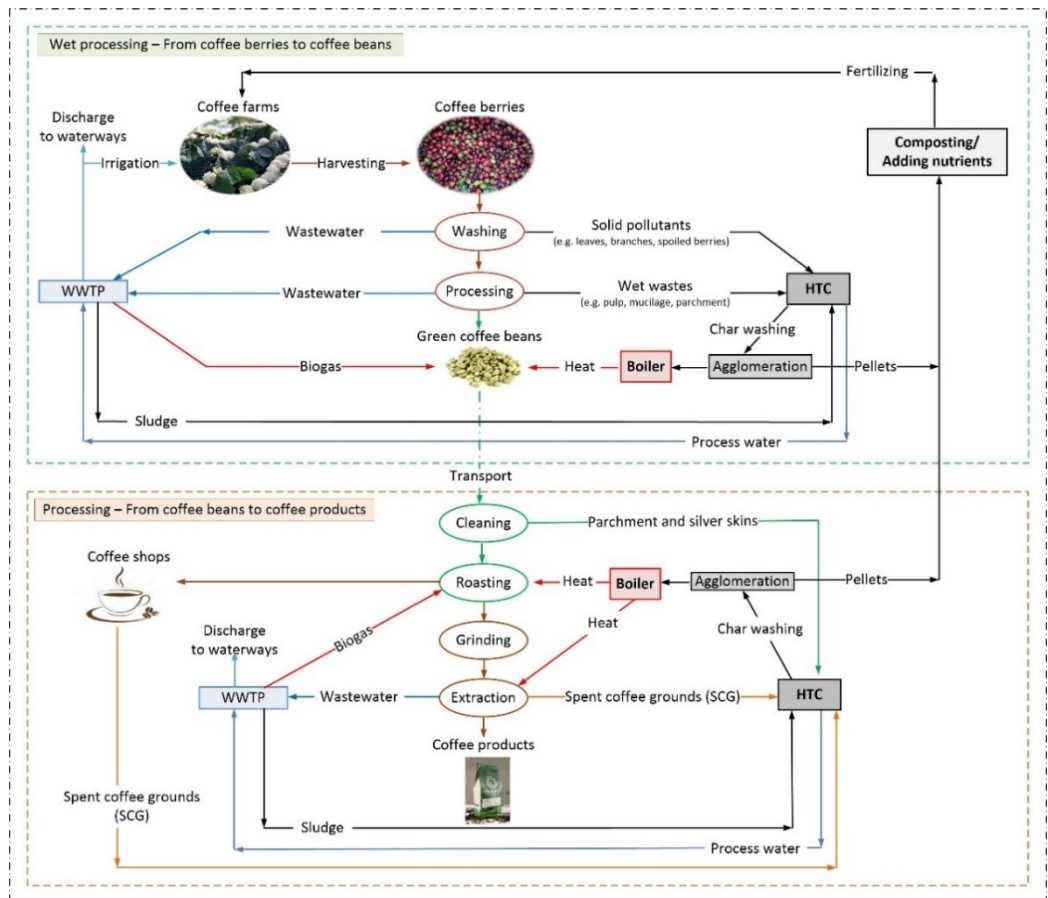 Wet processing – From coffee berries to coffee beans
Fertilizing
Coffee farms
Coffee berries
Discharge
to waterways
Composting/
Adding nutrients
Irrigation
Harvesting
Solid pollutants
(e.g. leaves, branches, spoiled berries)
Wastewater
Washing
WWTP
Wastewater
Processing
Wet wastes
(e.g. pulp, mucilage, parchment)
HTC
Char washing
Green coffee beans
Biogas
Heat
Boiler
Agglomeration
Pellets
Sludge
Process water
Transport
Processing – From coffee beans to coffee products
Cleaning
Parchment and silver skins
Coffee shops
Roasting
Heat
Boiler
Agglomeration
Pellets
Heat
Char washing
Discharge
to waterways
Biogas
Grinding
WWTP
Wastewater
Extraction
Spent coffee grounds (SCG)
HTC
Coffee products
Spent coffee grounds
(SCG)
Sludge
Process water